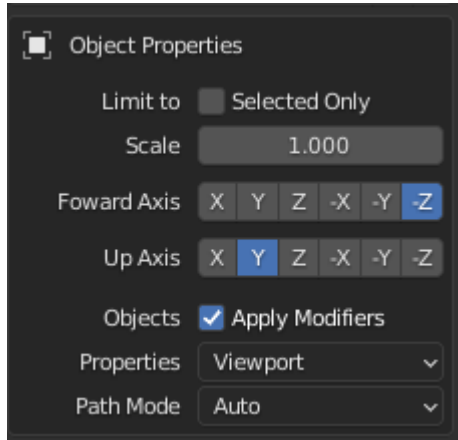 Object Properties
Limit to Selected Only
Scale 1.000
Foward Axis X Y Z -X -Y -Z
Up Axis X Y Z -X -Y -Z
Objects Apply Modifiers
Properties Viewport
Path Mode Auto